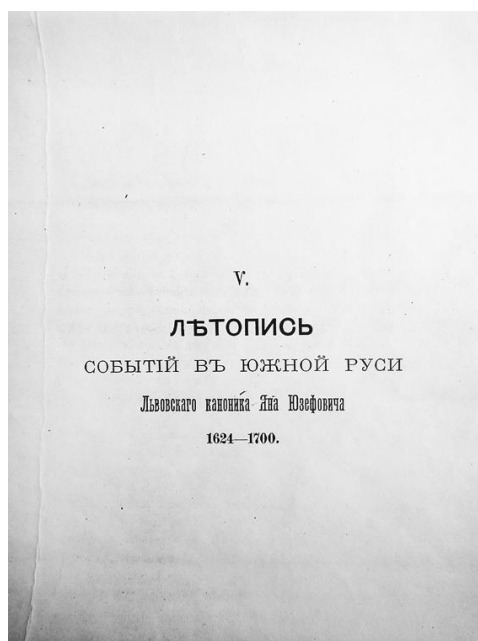 V.
ЛѢТОПИСЬ
СОБЫТІЙ ВЪ ЮЖНОЙ РУСИ
Львовскаго каноника Яна Юзефовича
1624—1700.